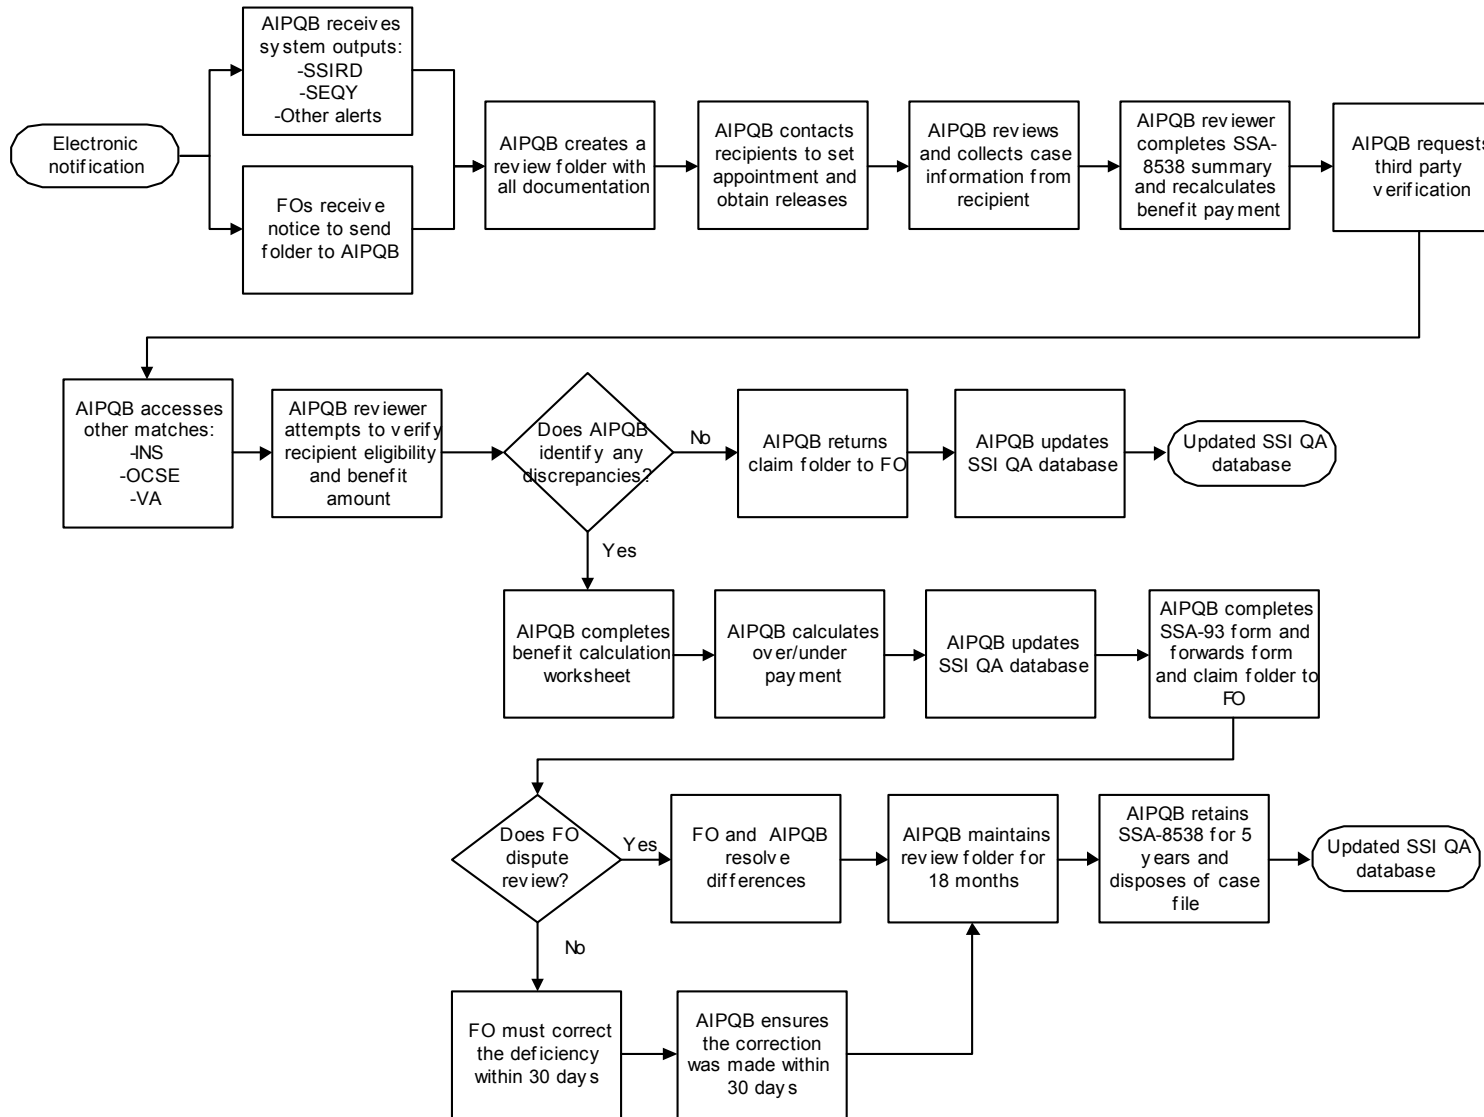 Electronic
notification
AIPQB receives
system outputs:
-SSIRD
-SEQY
-Other alerts
FOs receive
notice to send
folder to AIPQB
AIPQB creates a
review folder with
all documentation
AIPQB contacts
recipients to set
appointment and
obtain releases
AIPQB reviews
and collects case
information from
recipient
AIPQB reviewer
completes SSA-
8538 summary
and recalculates
benefit payment
AIPQB requests
third party
verification
AIPQB accesses
other matches:
-INS
-OCSE
-VA
AIPQB reviewer
attempts to verify
recipient eligibility
and benefit
amount
Does AIPQB
identify any
discrepancies?
No
AIPQB returns
claim folder to FO
AIPQB updates
SSI QA database
Updated SSI QA
database
Yes
AIPQB completes
benefit calculation
worksheet
AIPQB calculates
over/under
payment
AIPQB updates
SSI QA database
AIPQB completes
SSA-93 form and
forwards form
and claim folder to
FO
Does FO
dispute
review?
Yes
FO and AIPQB
resolve
differences
AIPQB maintains
review folder for
18 months
AIPQB retains
SSA-8538 for 5
years and
disposes of case
file
Updated SSI QA
database
No
FO must correct
the deficiency
within 30 days
AIPQB ensures
the correction
was made within
30 days